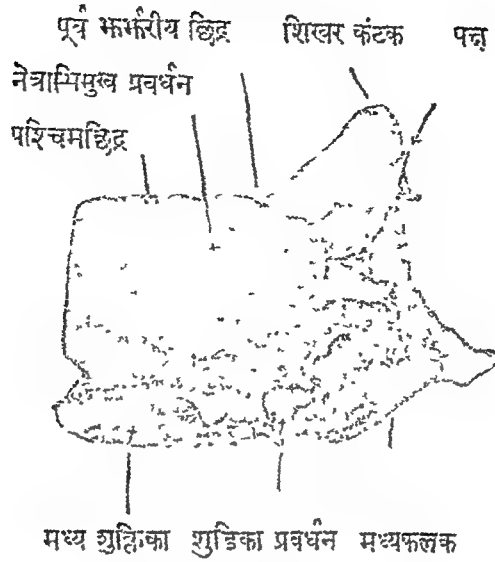 पूर्व झर्झरीय छिद्र शिखर कंटक पक्ष
नेत्राभिमुख प्रवर्धन
पश्चिमछिद्र
मध्य शुक्तिका शुंडिका प्रवर्धन मध्यफलक